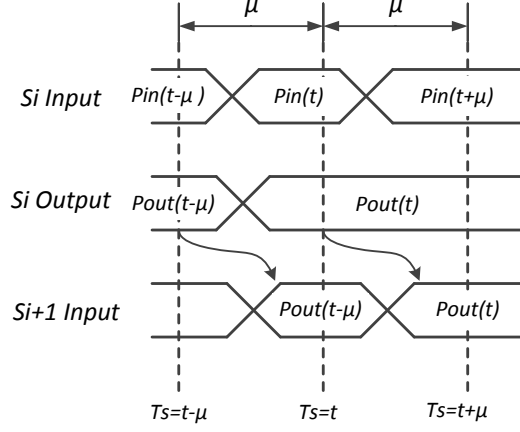 μ μ
Si Input Pin(t-μ ) Pin(t) Pin(t+μ)
Si Output Pout(t-μ) Pout(t)
Si+1 Input Pout(t-μ) Pout(t)
Ts=t-μ Ts=t Ts=t+μ